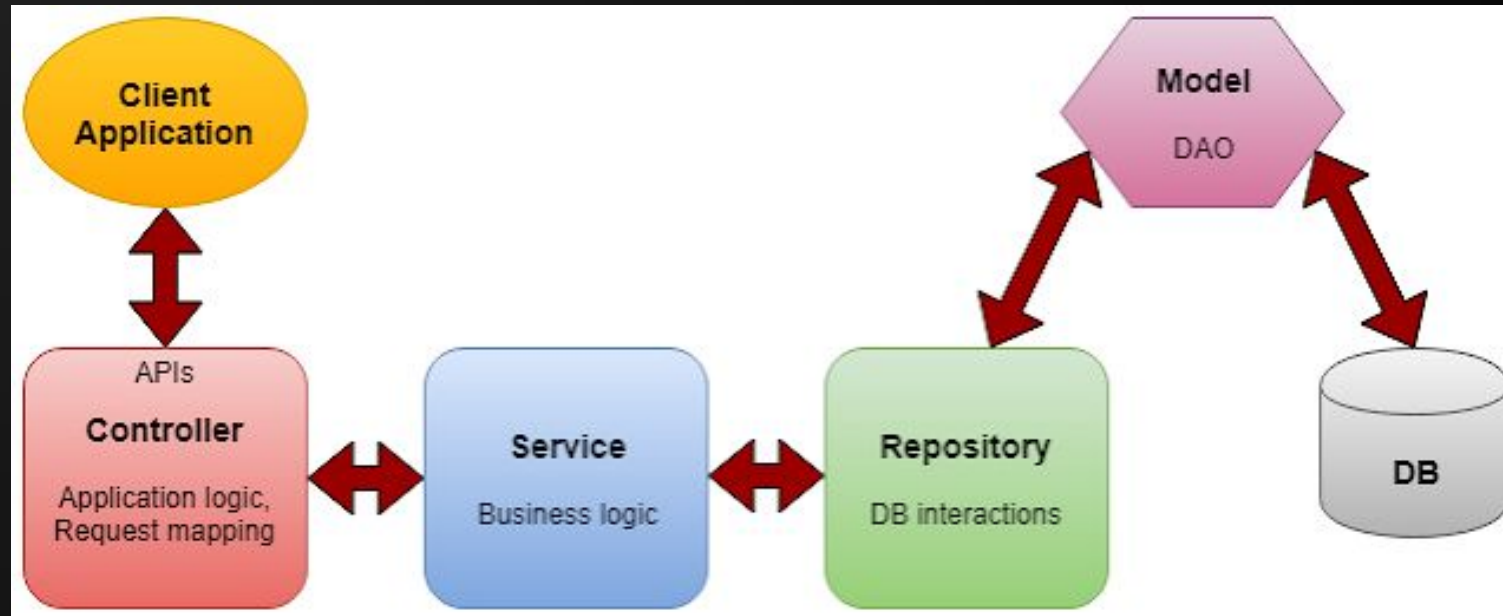 Client
Application
Model
DAO
APIs
Controller
Application logic,
Request mapping
Service
Business logic
Repository
DB interactions
DB